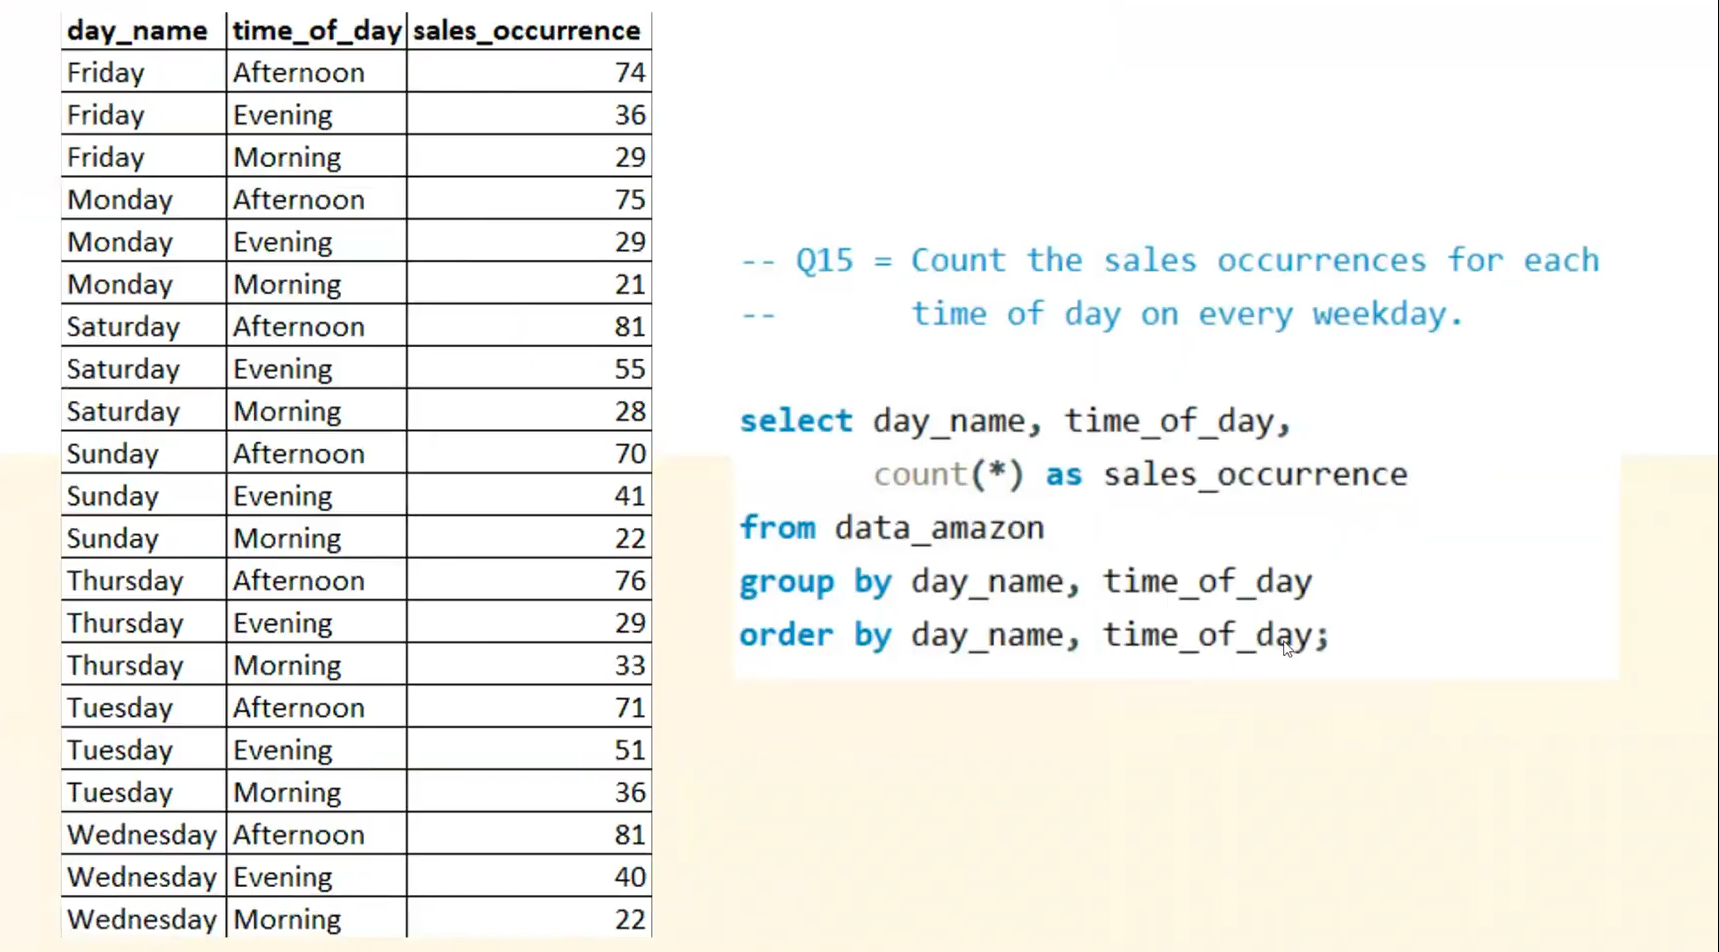 day_name time_of_day sales_occurrence
Friday Afternoon 74
Friday Evening 36
Friday Morning 29
Monday Afternoon 75
Monday Evening 29
Monday Morning 21
Saturday Afternoon 81
Saturday Evening 55
Saturday Morning 28
Sunday Afternoon 70
Sunday Evening 41
Sunday Morning 22
Thursday Afternoon 76
Thursday Evening 29
Thursday Morning 33
Tuesday Afternoon 71
Tuesday Evening 51
Tuesday Morning 36
Wednesday Afternoon 81
Wednesday Evening 40
Wednesday Morning 22
-- Q15 = Count the sales occurrences for each
-- time of day on every weekday.
select day_name, time_of_day,
count(*) as sales_occurrence
from data_amazon
group by day_name, time_of_day
order by day_name, time_of_day;